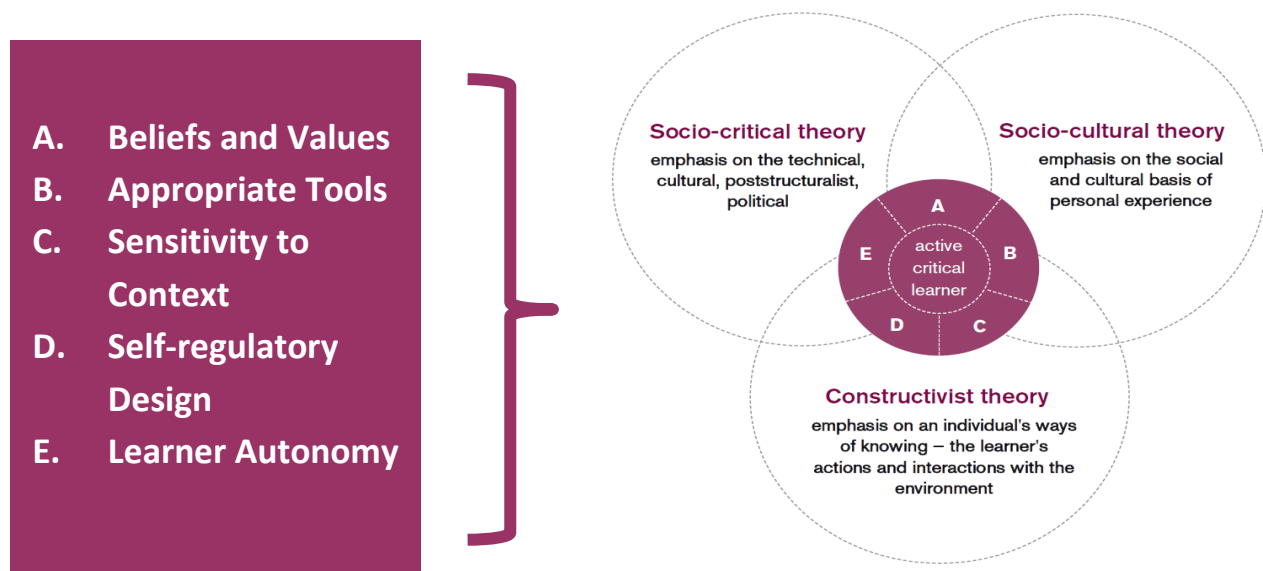 A. Beliefs and Values
B. Appropriate Tools
C. Sensitivity to
Context
D. Self-regulatory
Design
E. Learner Autonomy
Socio-critical theory
emphasis on the technical,
cultural, poststructuralist,
political
Socio-cultural theory
emphasis on the social
and cultural basis of
personal experience
A
B
C
D
E
active
critical
learner
Constructivist theory
emphasis on an individual's ways
of knowing – the learner's
actions and interactions with the
environment